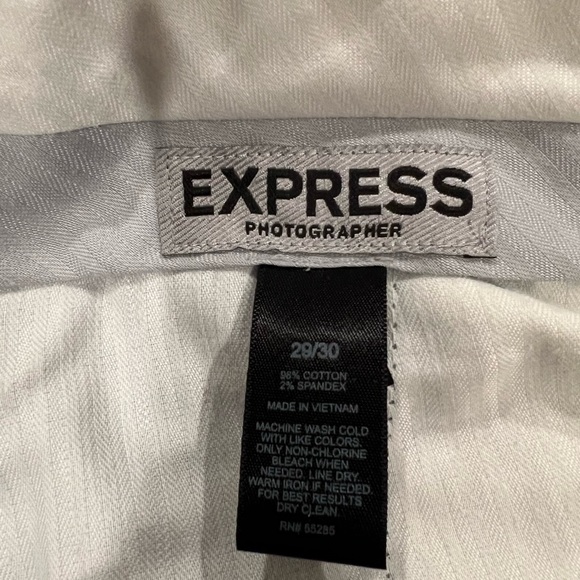 EXPRESS
PHOTOGRAPHER
29/30
98% COTTON
2% SPANDEX
MADE IN VIETNAM
MACHINE WASH COLD
WITH LIKE COLORS.
ONLY NON-CHLORINE
BLEACH WHEN
NEEDED. LINE DRY.
WARM IRON IF NEEDED.
FOR BEST RESULTS
DRY CLEAN.
RN# 55285